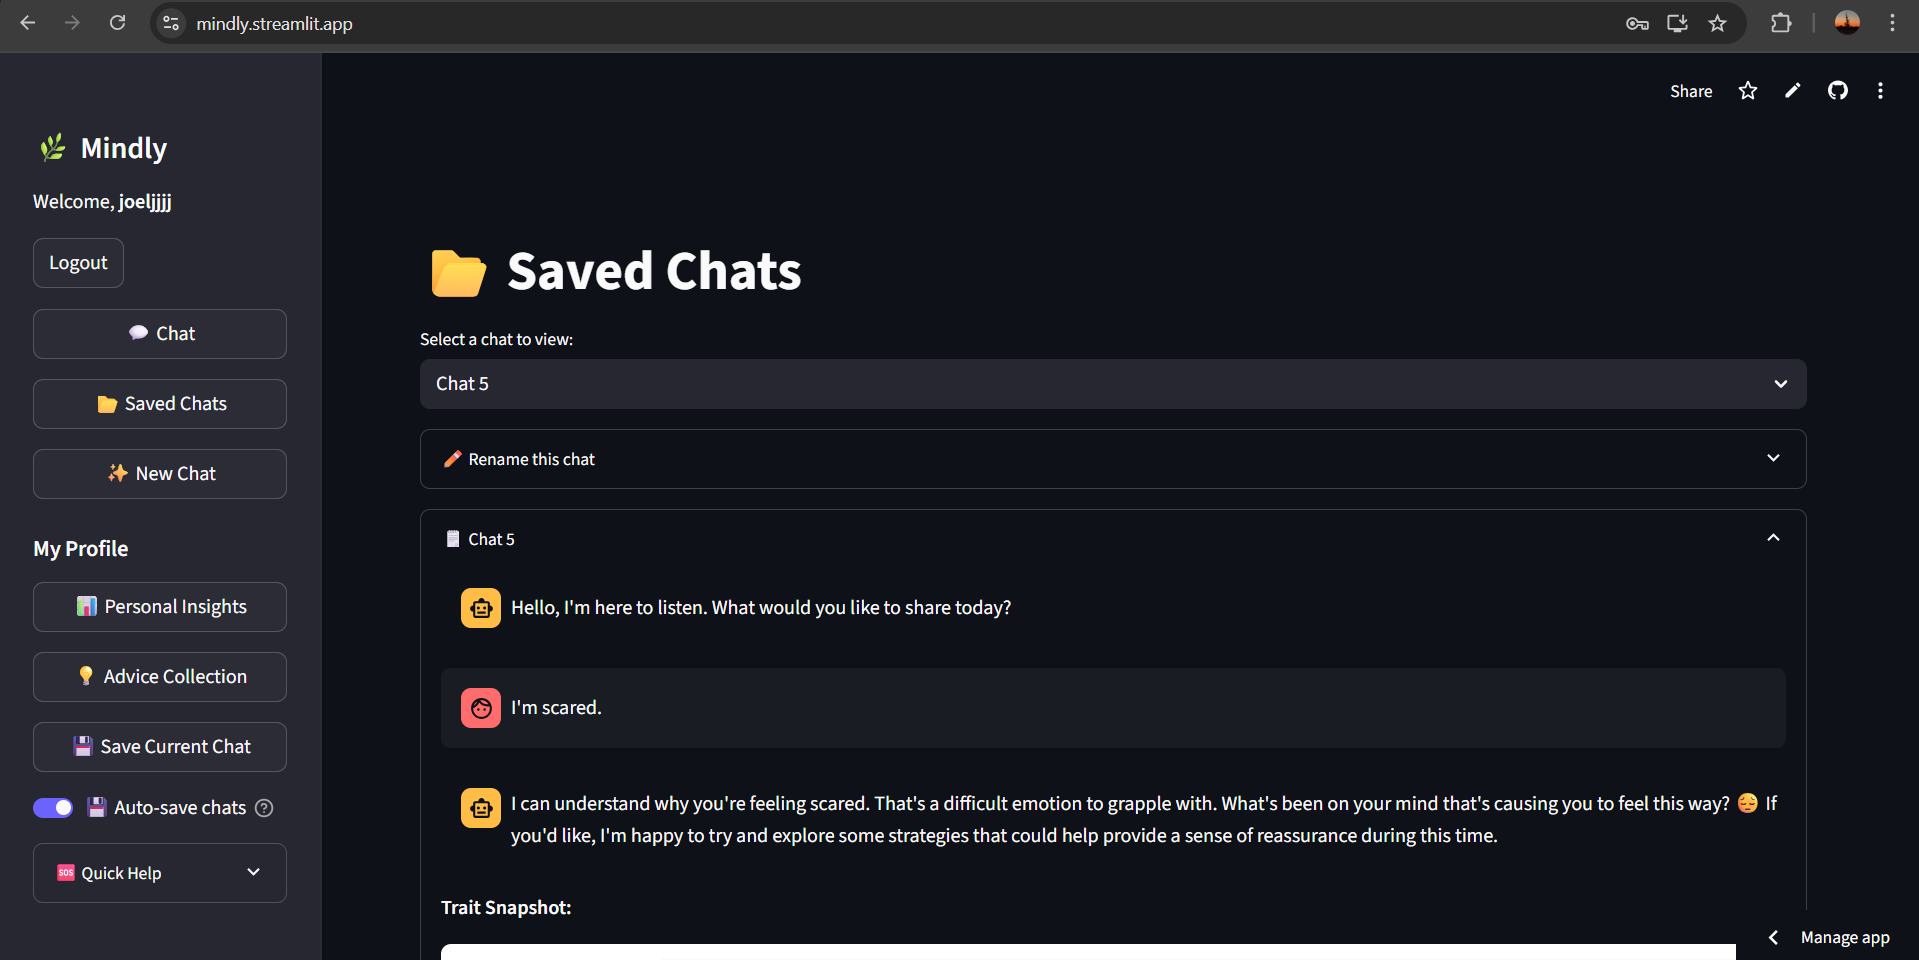 mindly.streamlit.app
Share
Mindly
Welcome, joeljjjj
Logout
Chat
Saved Chats
New Chat
My Profile
Personal Insights
Advice Collection
Save Current Chat
Auto-save chats
SOS Quick Help
Saved Chats
Select a chat to view:
Chat 5
Rename this chat
Chat 5
Hello, I'm here to listen. What would you like to share today?
I'm scared.
I can understand why you're feeling scared. That's a difficult emotion to grapple with. What's been on your mind that's causing you to feel this way? 😔 If
you'd like, I'm happy to try and explore some strategies that could help provide a sense of reassurance during this time.
Trait Snapshot:
Manage app